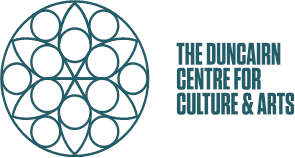 THE DUNCAIRN
CENTRE FOR
CULTURE & ARTS